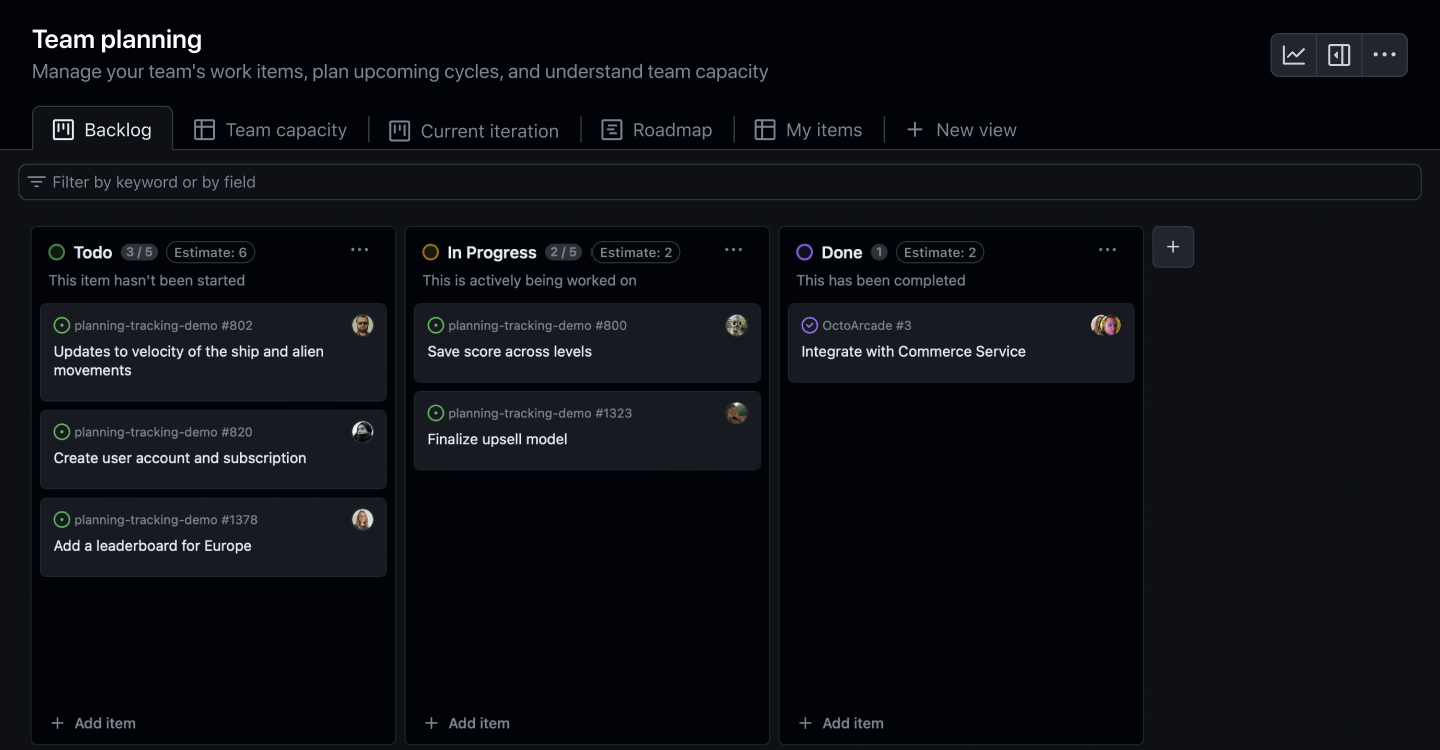 Team planning
Manage your team's work items, plan upcoming cycles, and understand team capacity
Backlog
Team capacity
Current iteration
Roadmap
My items
New view
Filter by keyword or by field
Todo 3 / 5 Estimate: 6
This item hasn't been started
planning-tracking-demo #802
Updates to velocity of the ship and alien
movements
planning-tracking-demo #820
Create user account and subscription
planning-tracking-demo #1378
Add a leaderboard for Europe
Add item
In Progress 2 / 5 Estimate: 2
This is actively being worked on
planning-tracking-demo #800
Save score across levels
planning-tracking-demo #1323
Finalize upsell model
Add item
Done 1 Estimate: 2
This has been completed
OctoArcade #3
Integrate with Commerce Service
Add item